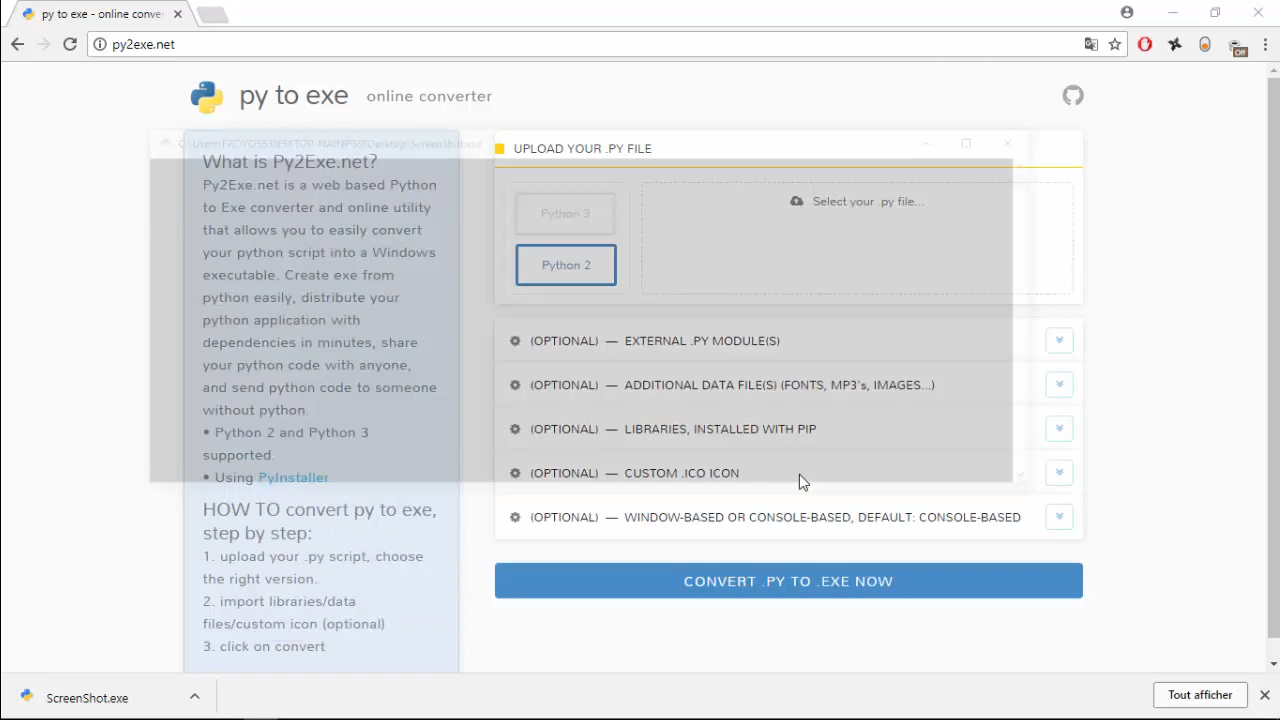 py to exe - online conver
py2exe.net
Off
py to exe online converter
What is Py2Exe.net?
Py2Exe.net is a web based Python
to Exe converter and online utility
that allows you to easily convert
your python script into a Windows
executable. Create exe from
python easily, distribute your
python application with
dependencies in minutes, share
your python code with anyone,
and send python code to someone
without python.
• Python 2 and Python 3
supported.
• Using PyInstaller
HOW TO convert py to exe,
step by step:
1. upload your .py script, choose
the right version.
2. import libraries/data
files/custom icon (optional)
3. click on convert
UPLOAD YOUR .PY FILE
Python 3
Python 2
Select your .py file...
(OPTIONAL) — EXTERNAL .PY MODULE(S)
(OPTIONAL) — ADDITIONAL DATA FILE(S) (FONTS, MP3's, IMAGES...)
(OPTIONAL) — LIBRARIES, INSTALLED WITH PIP
(OPTIONAL) — CUSTOM .ICO ICON
(OPTIONAL) — WINDOW-BASED OR CONSOLE-BASED, DEFAULT: CONSOLE-BASED
CONVERT .PY TO .EXE NOW
ScreenShot.exe
Tout afficher